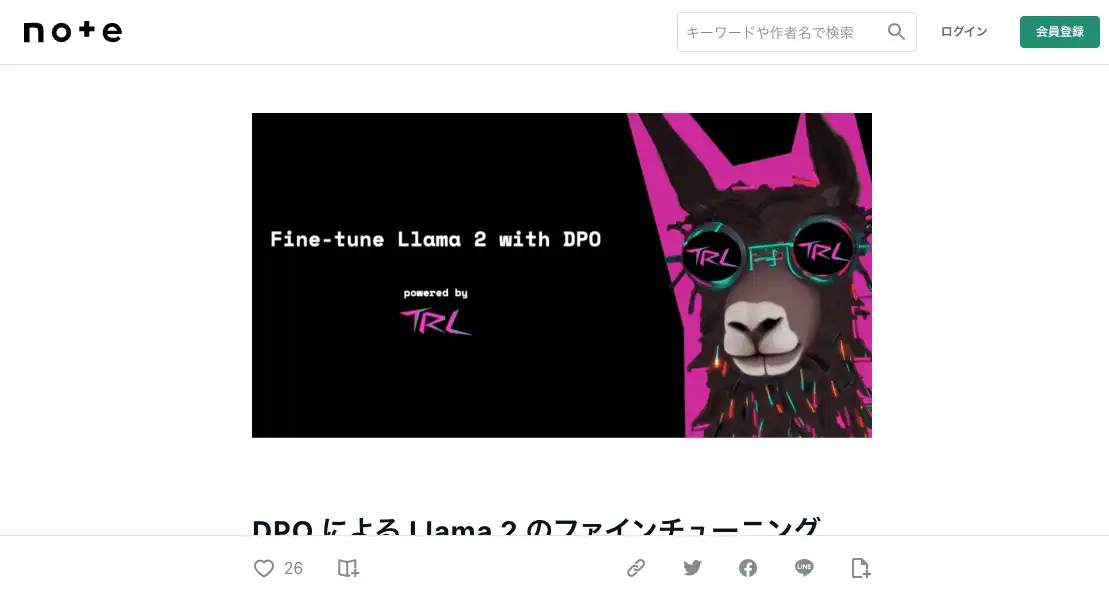 note
キーワードや作者名で検索
ログイン
会員登録
Fine-tune Llama 2 with DPO
powered by
TRL
TRL
TRL
DPO による Llama 2 のファインチューニング
26
LINE